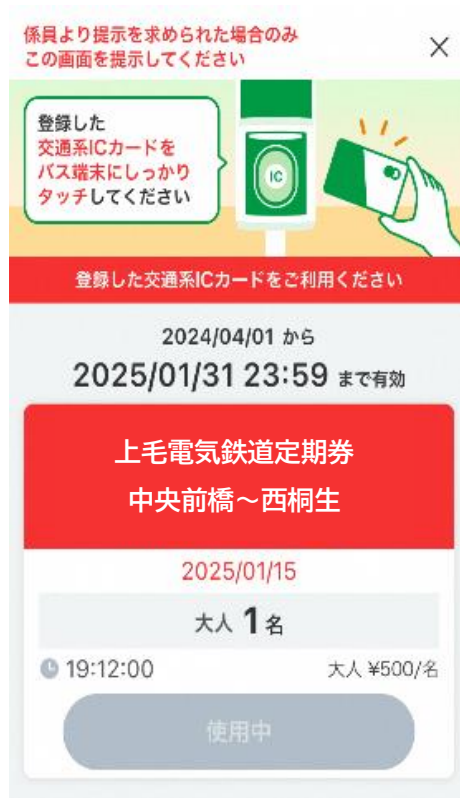 係員より提示を求められた場合のみ
この画面を提示してください
登録した
交通系ICカードを
バス端末にしっかり
タッチしてください
IC
登録した交通系ICカードをご利用ください
2024/04/01 から
2025/01/31 23:59 まで有効
上毛電気鉄道定期券
中央前橋～西桐生
2025/01/15
大人 1 名
19:12:00 大人 ¥500/名
使用中